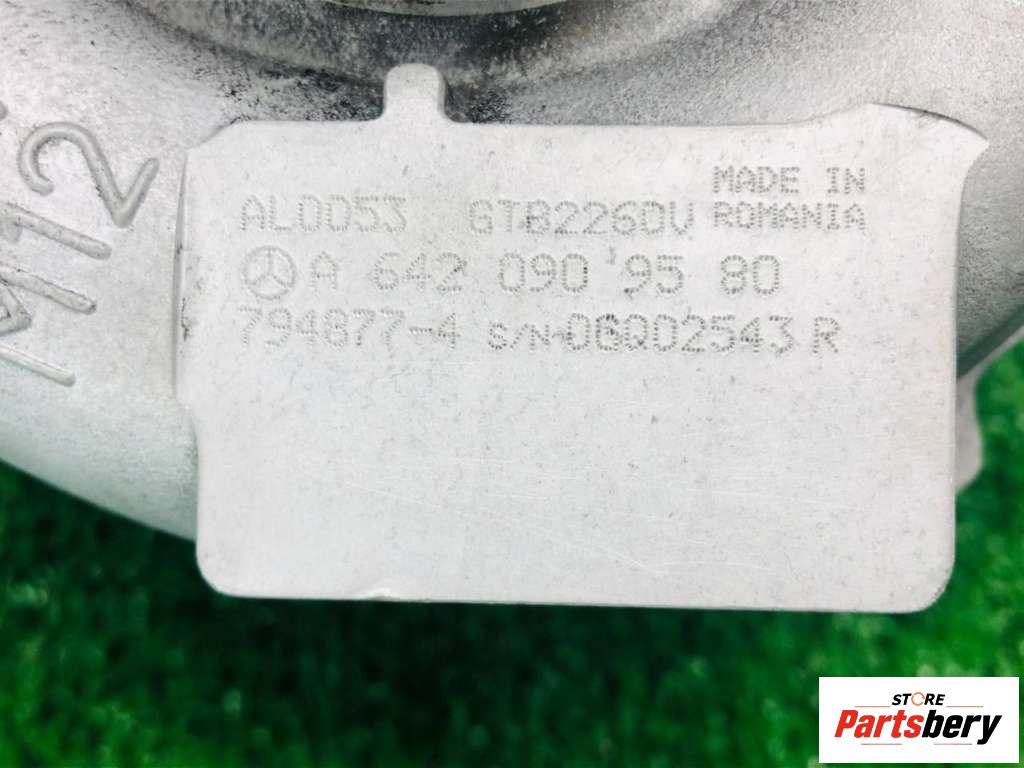 MADE IN
AL0053 GTB2260V ROMANIA
A 642 090 95 80
794877-4 S/N-06Q02543 R
STORE
Partsbery